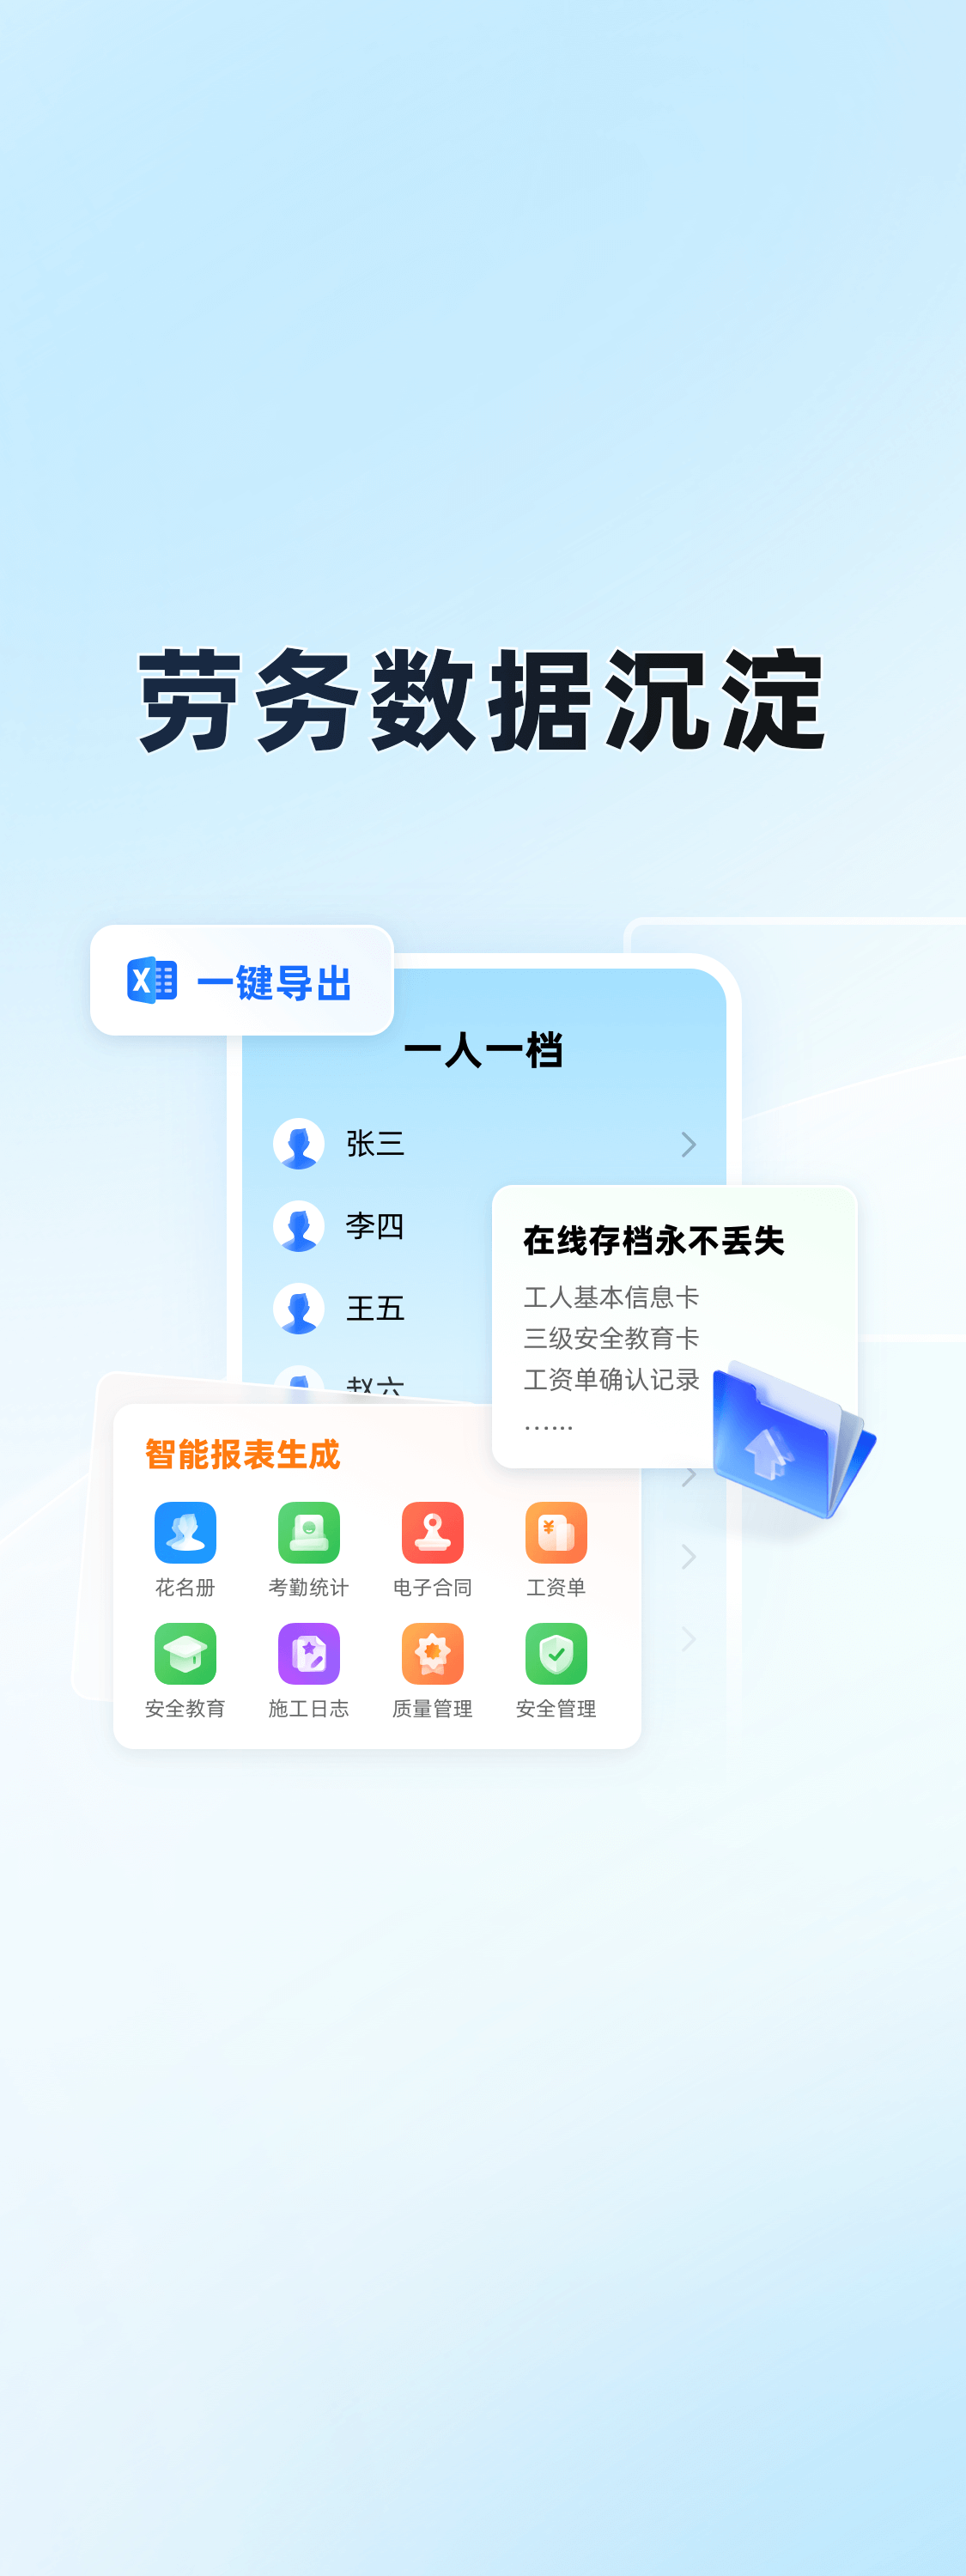 劳务数据沉淀
一键导出
一人一档
张三
李四
王五
赵六
在线存档永不丢失
工人基本信息卡
三级安全教育卡
工资单确认记录
……
智能报表生成
花名册 考勤统计 电子合同 工资单
安全教育 施工日志 质量管理 安全管理